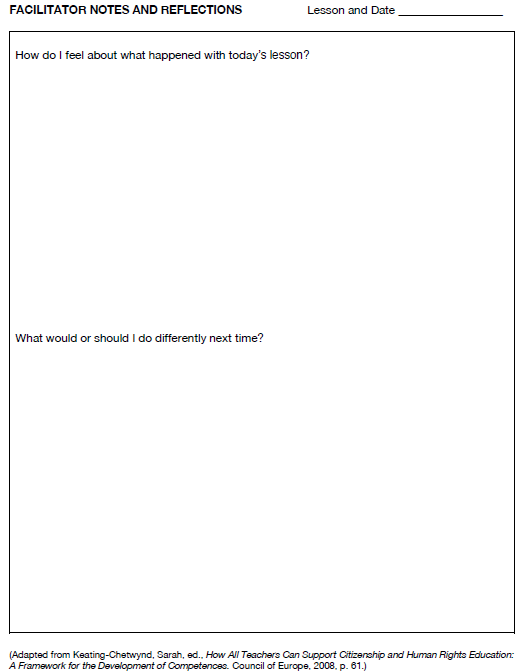 FACILITATOR NOTES AND REFLECTIONS Lesson and Date ___________________
How do I feel about what happened with today's lesson?
What would or should I do differently next time?
(Adapted from Keating-Chetwynd, Sarah, ed., How All Teachers Can Support Citizenship and Human Rights Education:
A Framework for the Development of Competences. Council of Europe, 2008, p. 61.)